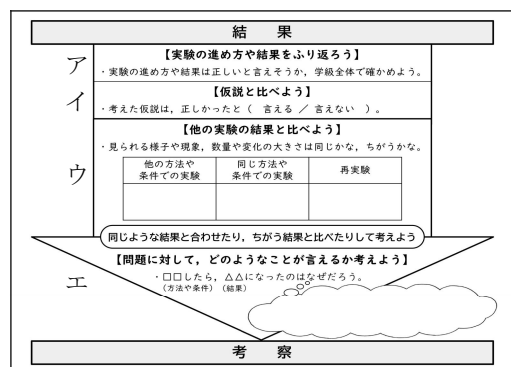 結 果
ア
【実験の進め方や結果をふり返ろう】
・実験の進め方や結果は正しいと言えそうか，学級全体で確かめよう。
イ
【仮説と比べよう】
・考えた仮説は，正しかったと（ 言える ／ 言えない ）。
ウ
【他の実験の結果と比べよう】
・見られる様子や現象，数量や変化の大きさは同じかな，ちがうかな。
他の方法や
条件での実験
同じ方法や
条件での実験
再実験
同じような結果と合わせたり，ちがう結果と比べたりして考えよう
エ
【問題に対して，どのようなことが言えるか考えよう】
・□□したら，△△になったのはなぜだろう。
（方法や条件）（結果）
考 察